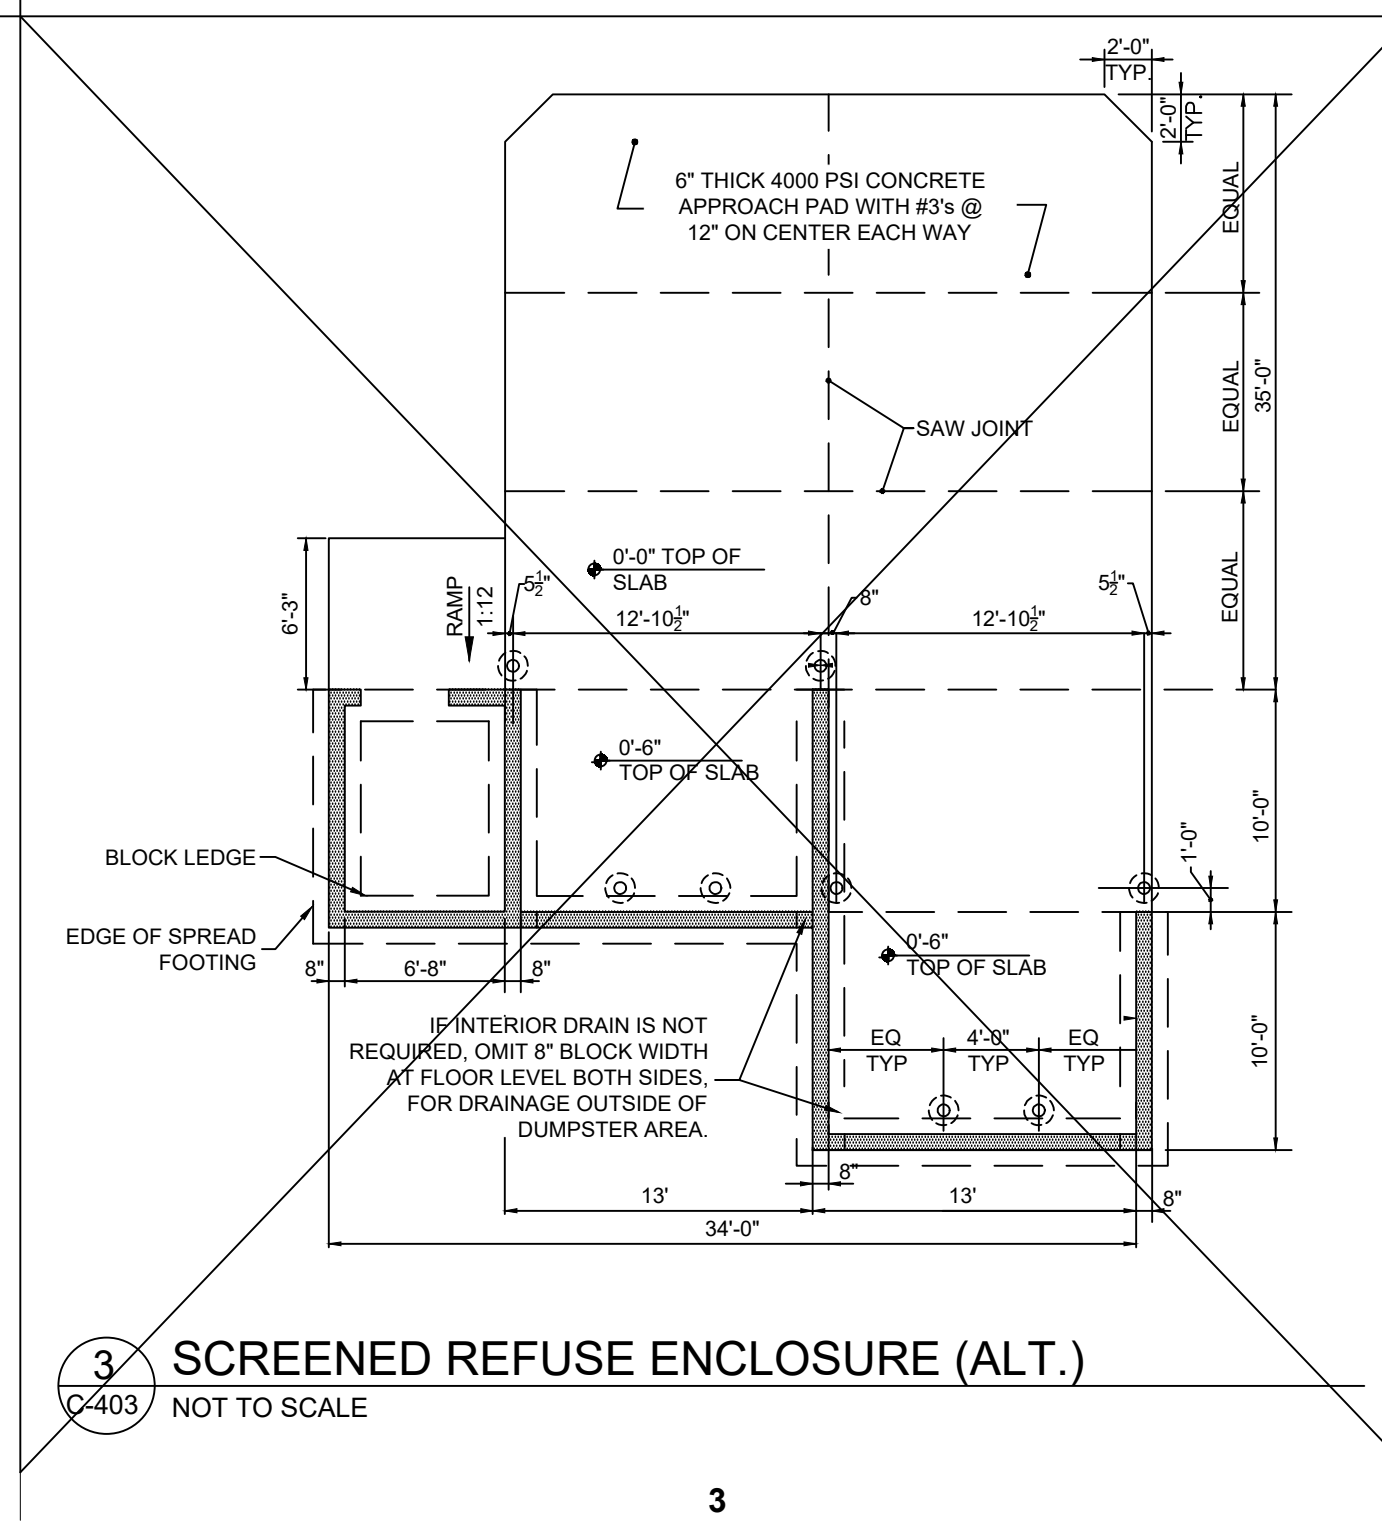 2'-0"
TYP.
2'-0"
TYP.
6" THICK 4000 PSI CONCRETE
APPROACH PAD WITH #3's @
12" ON CENTER EACH WAY
EQUAL
EQUAL
35'-0"
SAW JOINT
0'-0" TOP OF
SLAB
EQUAL
6'-3"
RAMP
1:12
5½"
12'-10½"
8"
12'-10½"
5½"
0'-6"
TOP OF SLAB
10'-0"
1'-0"
BLOCK LEDGE
EDGE OF SPREAD
FOOTING
8"
6'-8"
8"
0'-6"
TOP OF SLAB
IF INTERIOR DRAIN IS NOT
REQUIRED, OMIT 8" BLOCK WIDTH
AT FLOOR LEVEL BOTH SIDES,
FOR DRAINAGE OUTSIDE OF
DUMPSTER AREA.
EQ
TYP
4'-0"
TYP
EQ
TYP
10'-0"
8"
13'
13'
8"
34'-0"
3
C-403
SCREENED REFUSE ENCLOSURE (ALT.)
NOT TO SCALE
3